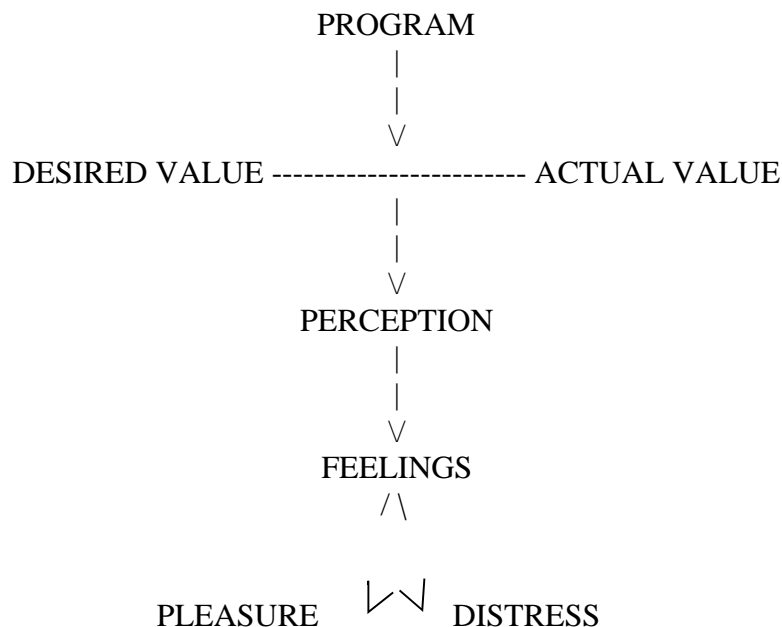 PROGRAM
|
|
\/
DESIRED VALUE ------------------------ ACTUAL VALUE
|
|
\/
PERCEPTION
|
|
\/
FEELINGS
/ \
PLEASURE DISTRESS